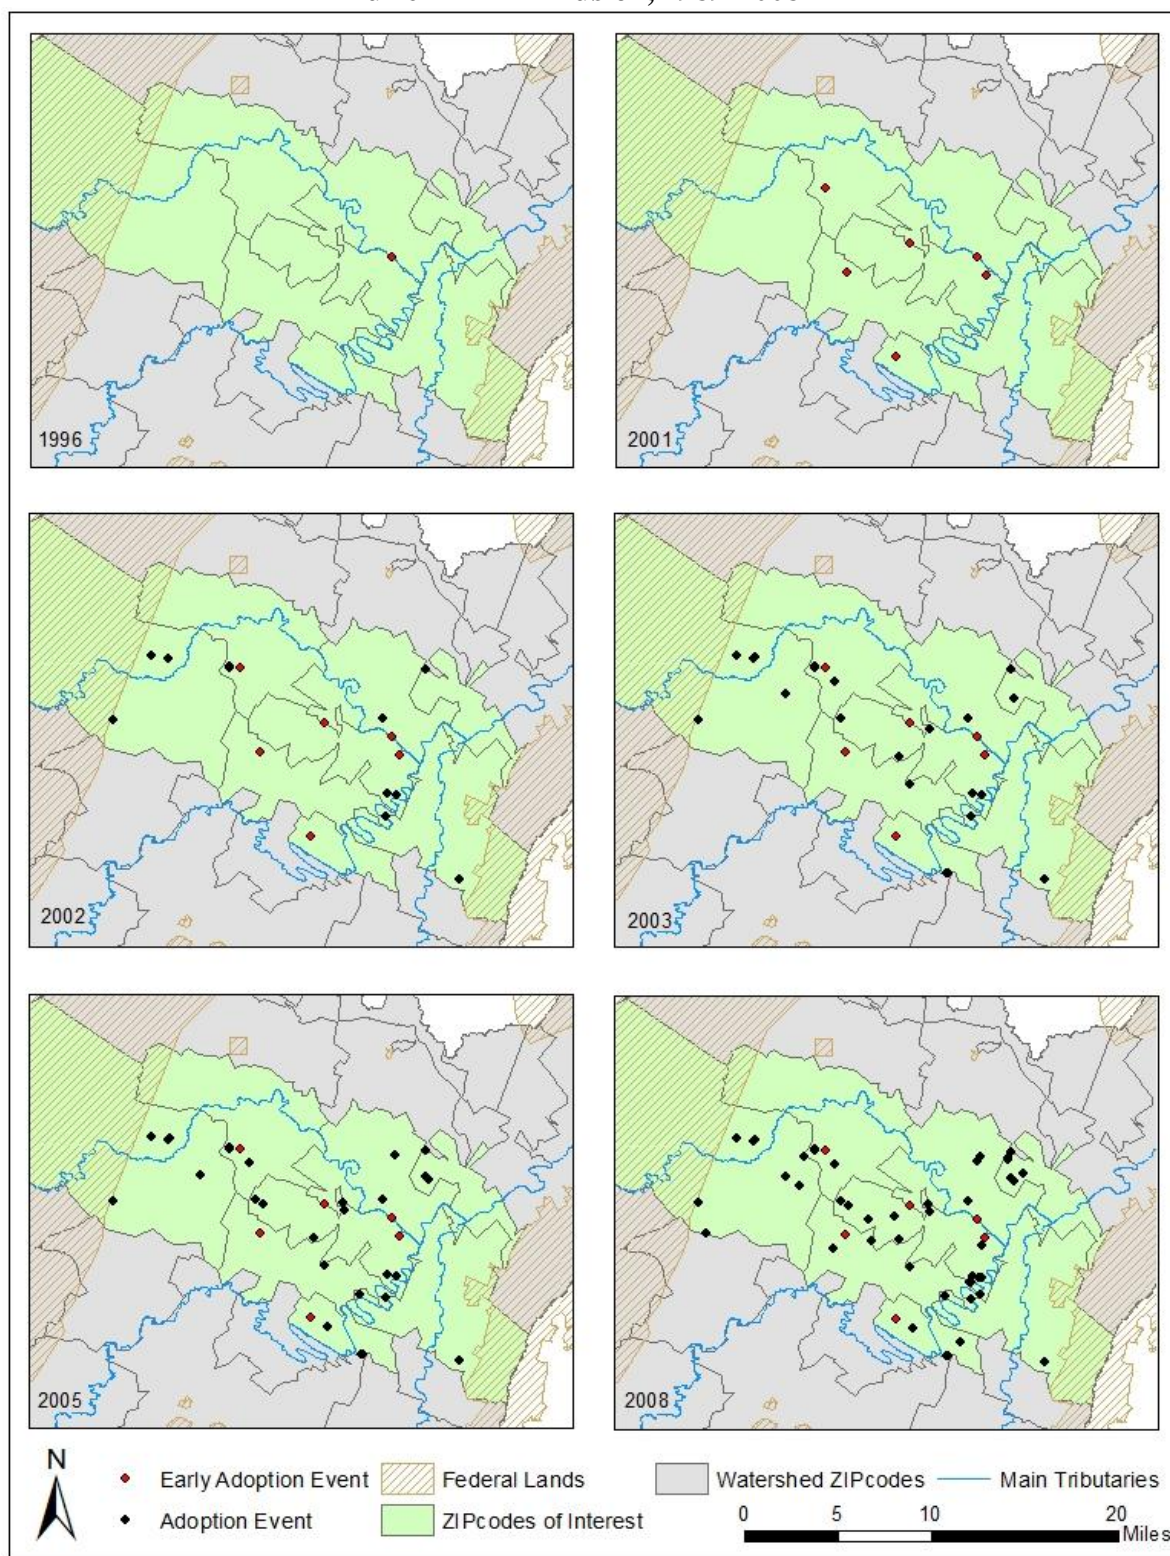 1996
2001
2002
2003
2005
2008
N
Early Adoption Event
Federal Lands
Watershed ZIPcodes
Main Tributaries
Adoption Event
ZIPcodes of Interest
0 5 10 20
Miles